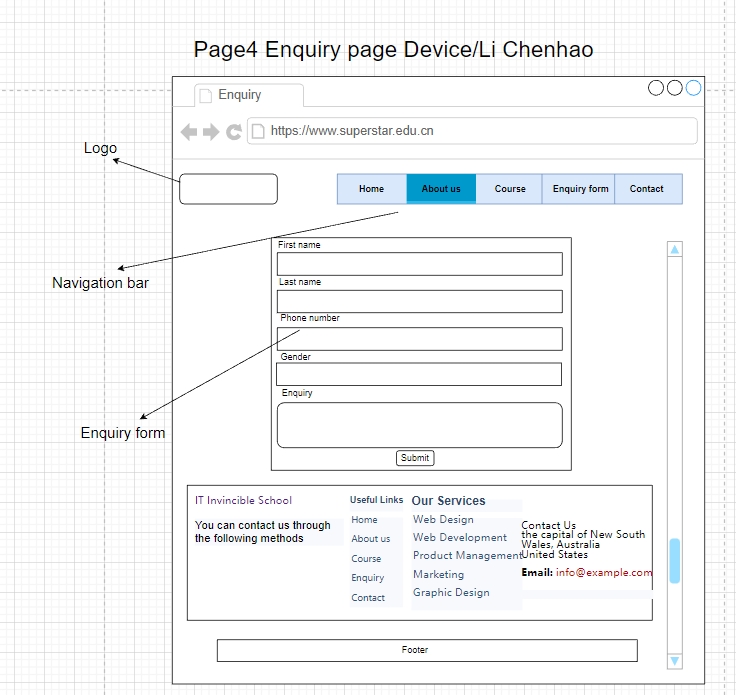 Page4 Enquiry page Device/Li Chenhao
Enquiry
https://www.superstar.edu.cn
Logo
Home
About us
Course
Enquiry form
Contact
Navigation bar
First name
Last name
Phone number
Gender
Enquiry
Submit
Enquiry form
IT Invincible School
You can contact us through
the following methods
Useful Links
Home
About us
Course
Enquiry
Contact
Our Services
Web Design
Web Development
Product Management
Marketing
Graphic Design
Contact Us
the capital of New South
Wales, Australia
United States
Email: info@example.com
Footer